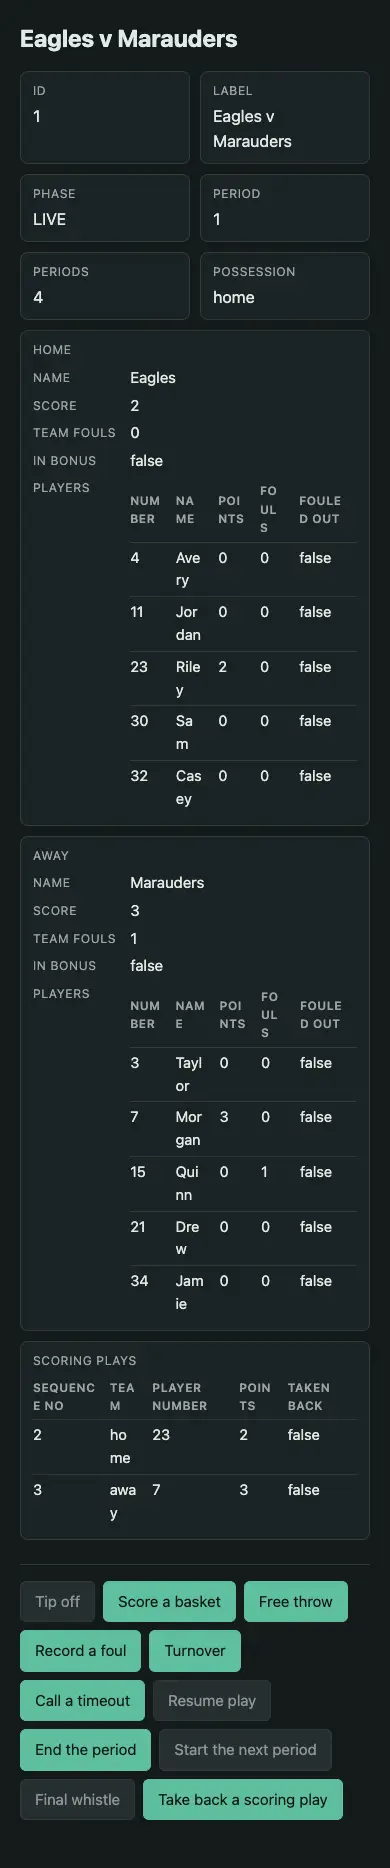 Eagles v Marauders
ID
LABEL
1
Eagles v
Marauders
PHASE
PERIOD
LIVE
1
PERIODS
POSSESSION
4
home
HOME
NAME Eagles
SCORE 2
TEAM FOULS 0
IN BONUS false
PLAYERS
NUM NA POI FO FOULE
BER ME NTS UL D OUT
S
4 Ave 0 0 false
ry
11 Jor 0 0 false
dan
23 Rile 2 0 false
y
30 Sa 0 0 false
m
32 Cas 0 0 false
ey
AWAY
NAME Marauders
SCORE 3
TEAM FOULS 1
IN BONUS false
PLAYERS
NUM NAM POI FO FOULE
BER E NTS UL D OUT
S
3 Tayl 0 0 false
or
7 Mor 3 0 false
gan
15 Qui 0 1 false
nn
21 Dre 0 0 false
w
34 Jam 0 0 false
ie
SCORING PLAYS
SEQUENC TEA PLAYER POIN TAKEN
E NO M NUMBER TS BACK
2 ho 23 2 false
me
3 awa 7 3 false
y
Tip off Score a basket Free throw
Record a foul Turnover
Call a timeout Resume play
End the period Start the next period
Final whistle Take back a scoring play